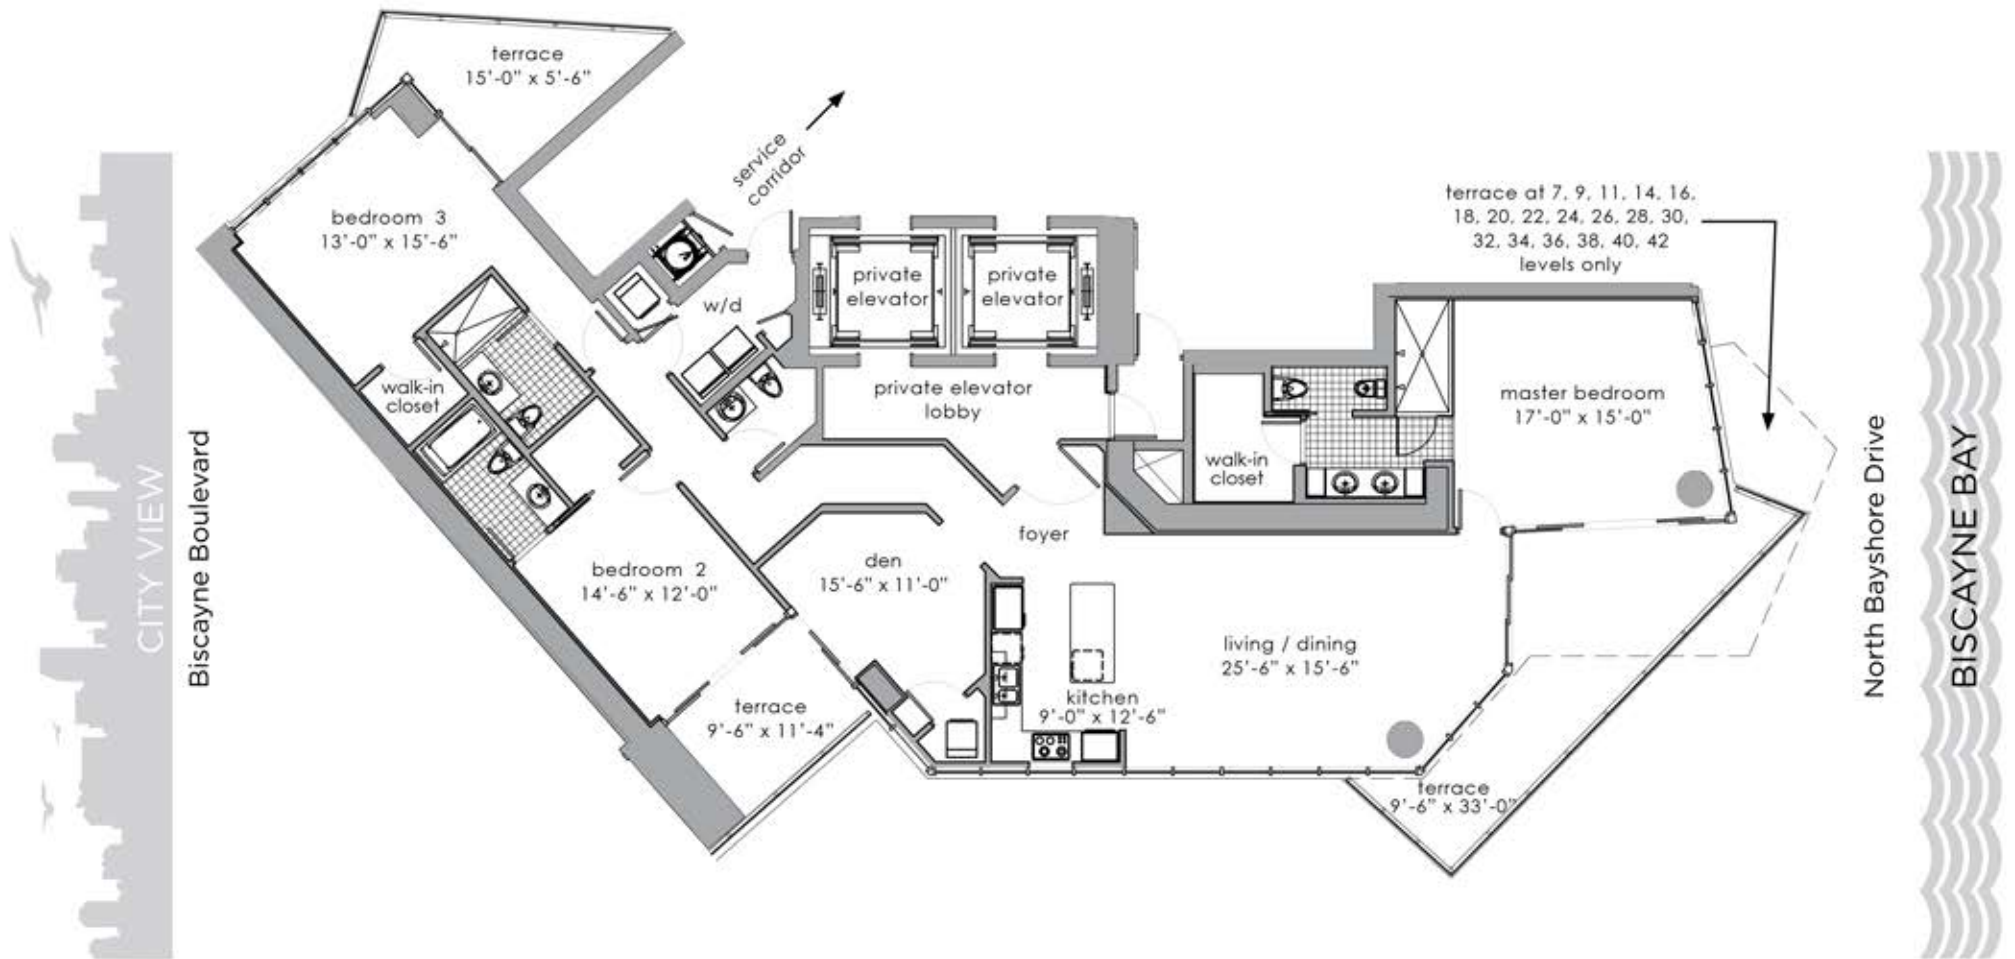 terrace
15'-0" x 5'-6"
service
corridor
bedroom 3
13'-0" x 15'-6"
w/d
private
elevator
private
elevator
terrace at 7, 9, 11, 14, 16,
18, 20, 22, 24, 26, 28, 30,
32, 34, 36, 38, 40, 42
levels only
walk-in
closet
private elevator
lobby
master bedroom
17'-0" x 15'-0"
walk-in
closet
foyer
bedroom 2
14'-6" x 12'-0"
den
15'-6" x 11'-0"
living / dining
25'-6" x 15'-6"
kitchen
9'-0" x 12'-6"
terrace
9'-6" x 11'-4"
terrace
9'-6" x 33'-0"
CITY VIEW
Biscayne Boulevard
North Bayshore Drive
BISCAYNE BAY